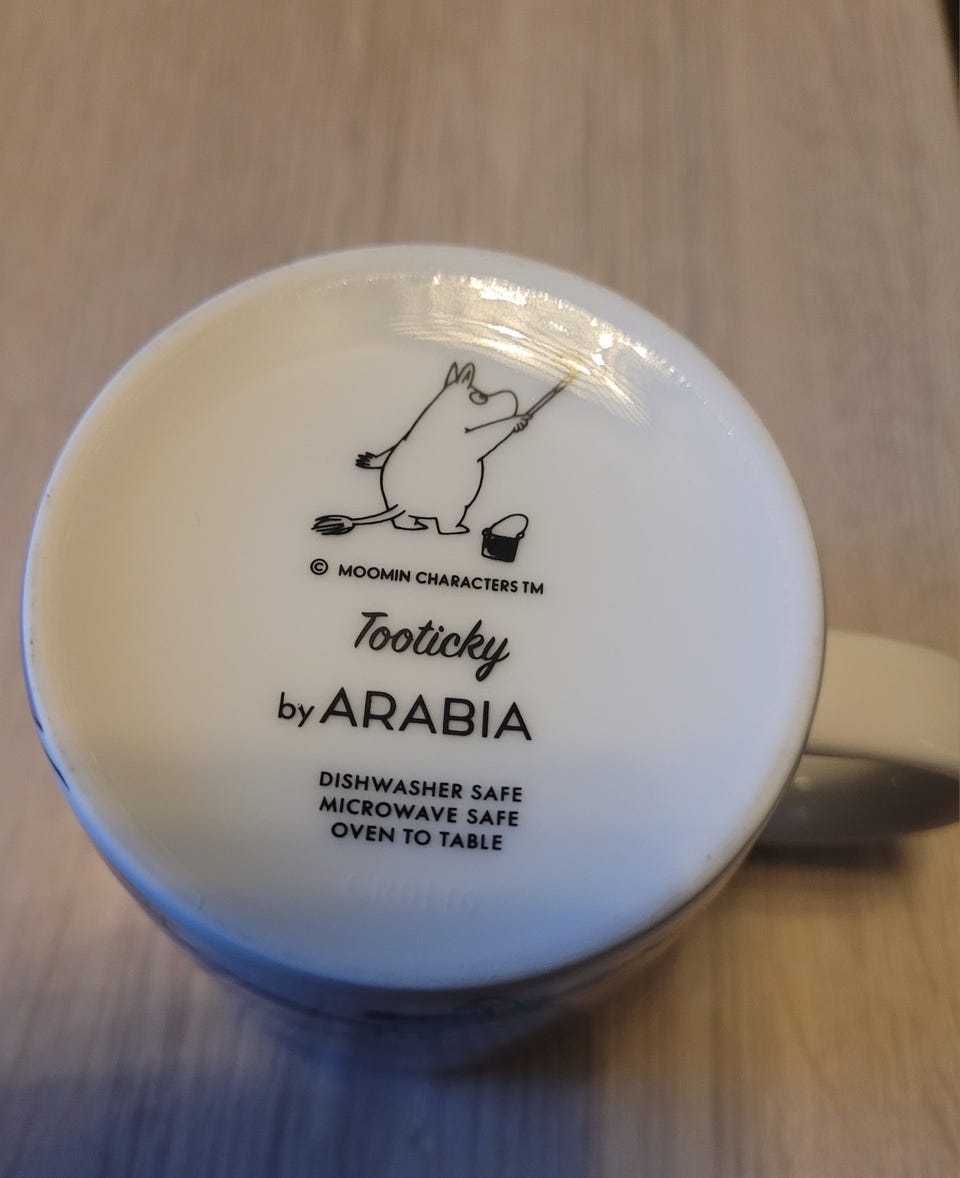 © MOOMIN CHARACTERS TM
Tooticky
by ARABIA
DISHWASHER SAFE
MICROWAVE SAFE
OVEN TO TABLE